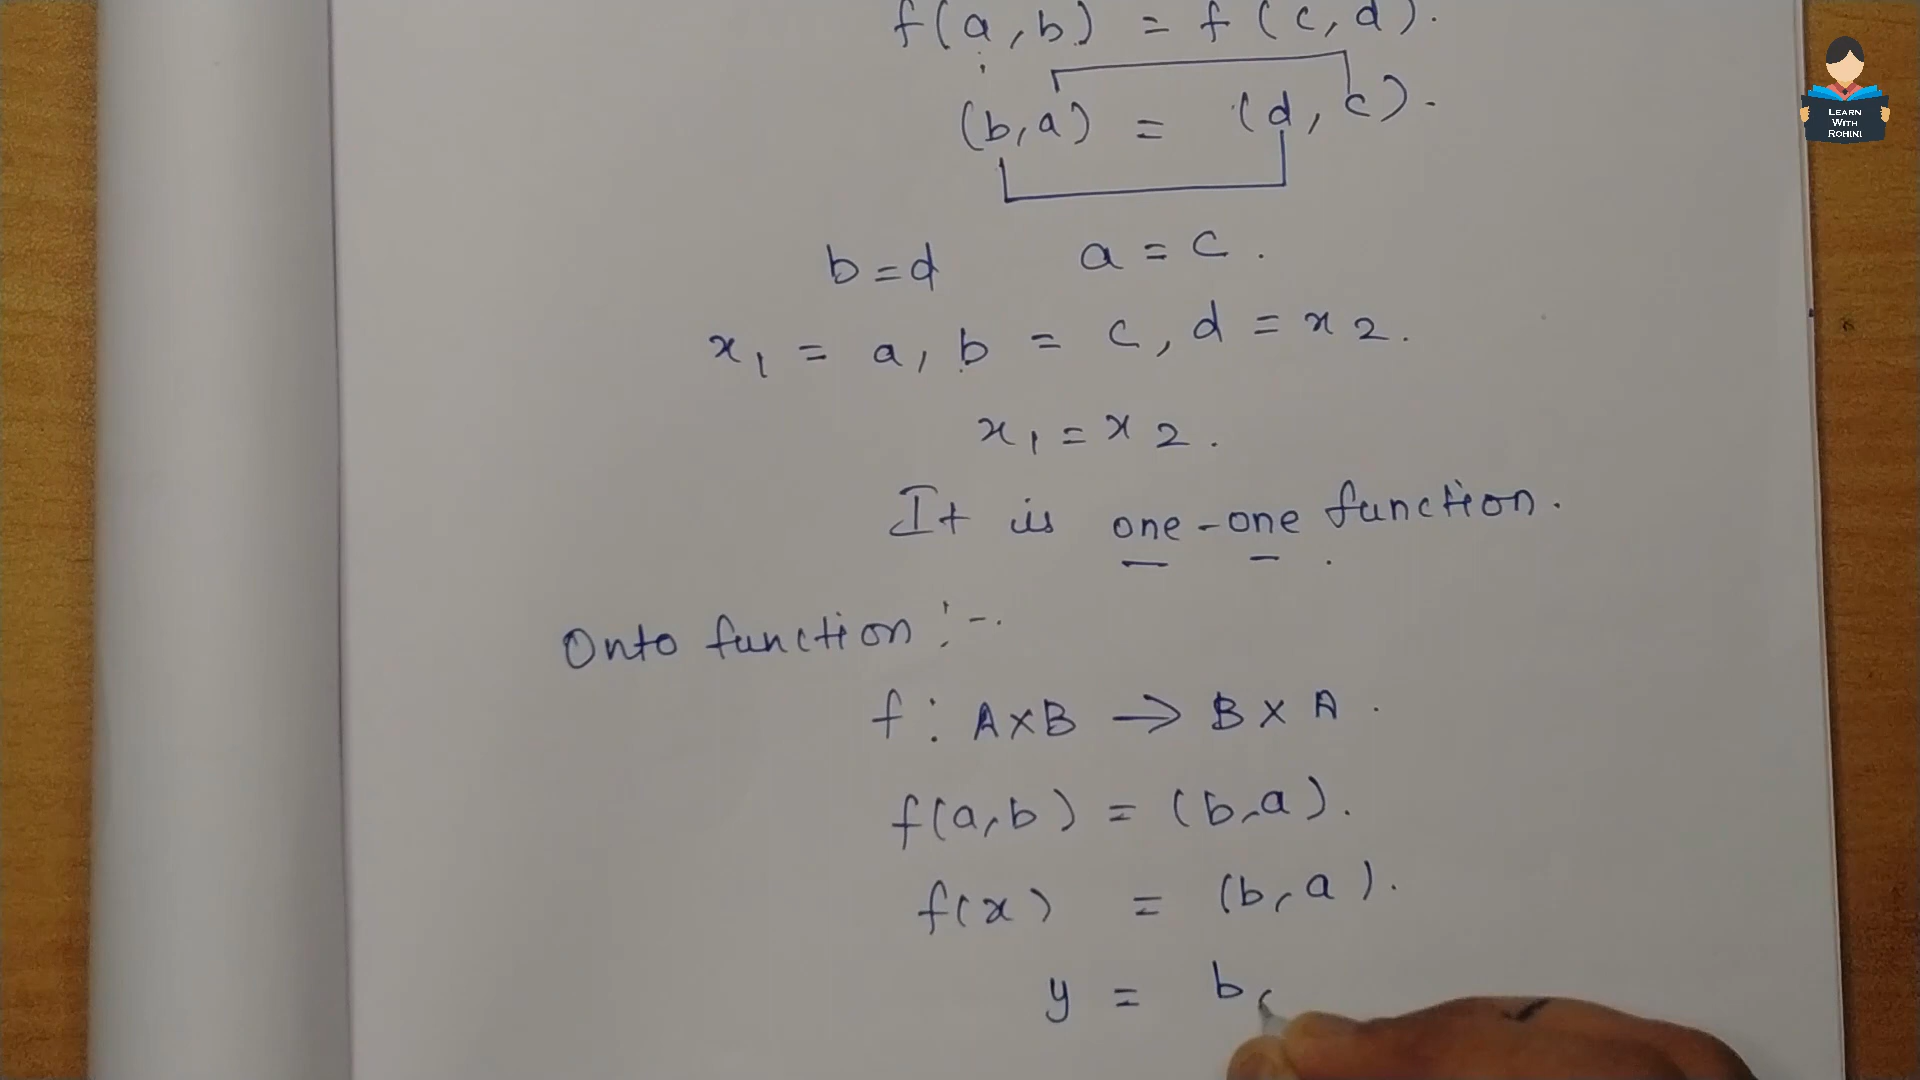 f(a,b) = f(c,d).
(b,a) = (d,c).
b=d a=c.
x1 = a,b = c,d = x2.
x1 = x2.
It is one-one function.
Onto function :-.
f: A×B → B×A.
f(a,b) = (b,a).
f(x) = (b,a).
y = b,
LEARN
WITH
ROHINI